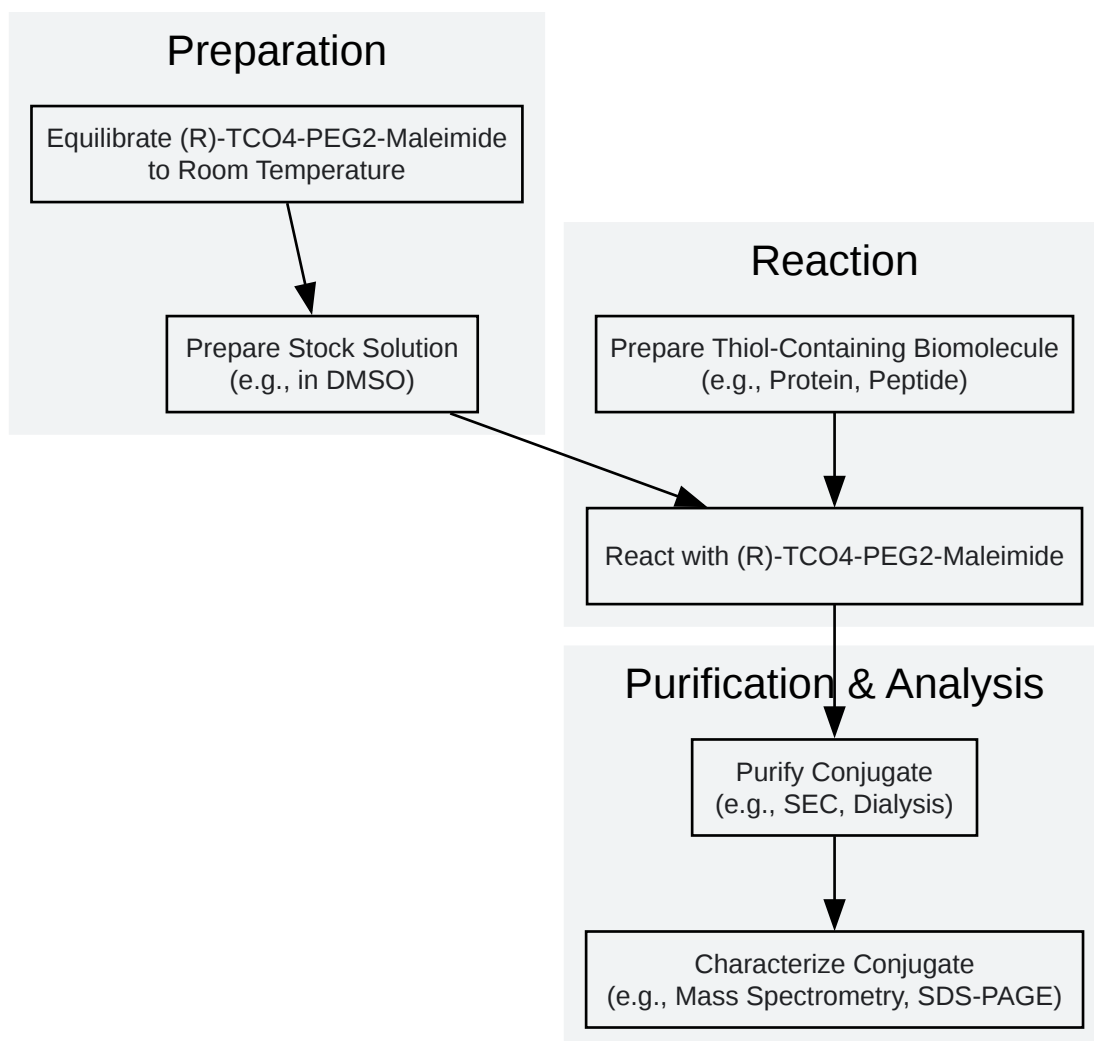 Preparation
Equilibrate (R)-TCO4-PEG2-Maleimide
to Room Temperature
Prepare Stock Solution
(e.g., in DMSO)
Reaction
Prepare Thiol-Containing Biomolecule
(e.g., Protein, Peptide)
React with (R)-TCO4-PEG2-Maleimide
Purification & Analysis
Purify Conjugate
(e.g., SEC, Dialysis)
Characterize Conjugate
(e.g., Mass Spectrometry, SDS-PAGE)